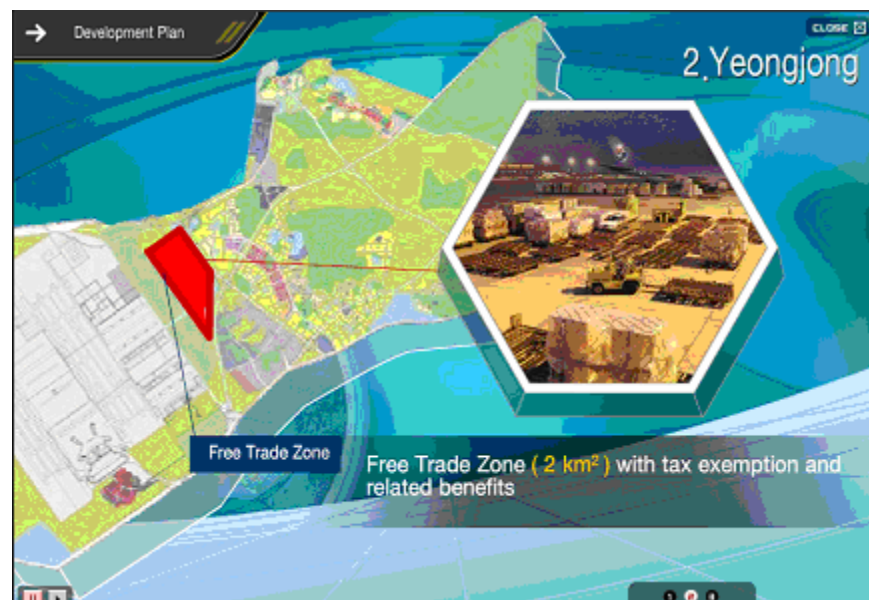 Development Plan
CLOSE
2.Yeongjong
Free Trade Zone
Free Trade Zone ( 2 km² ) with tax exemption and
related benefits